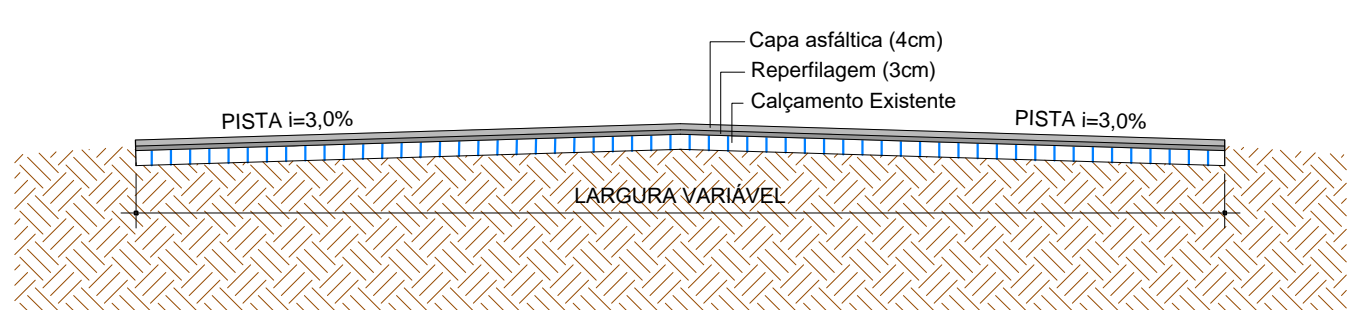 Capa asfáltica (4cm)
Reperfilagem (3cm)
Calçamento Existente
PISTA i=3,0%
PISTA i=3,0%
LARGURA VARIÁVEL